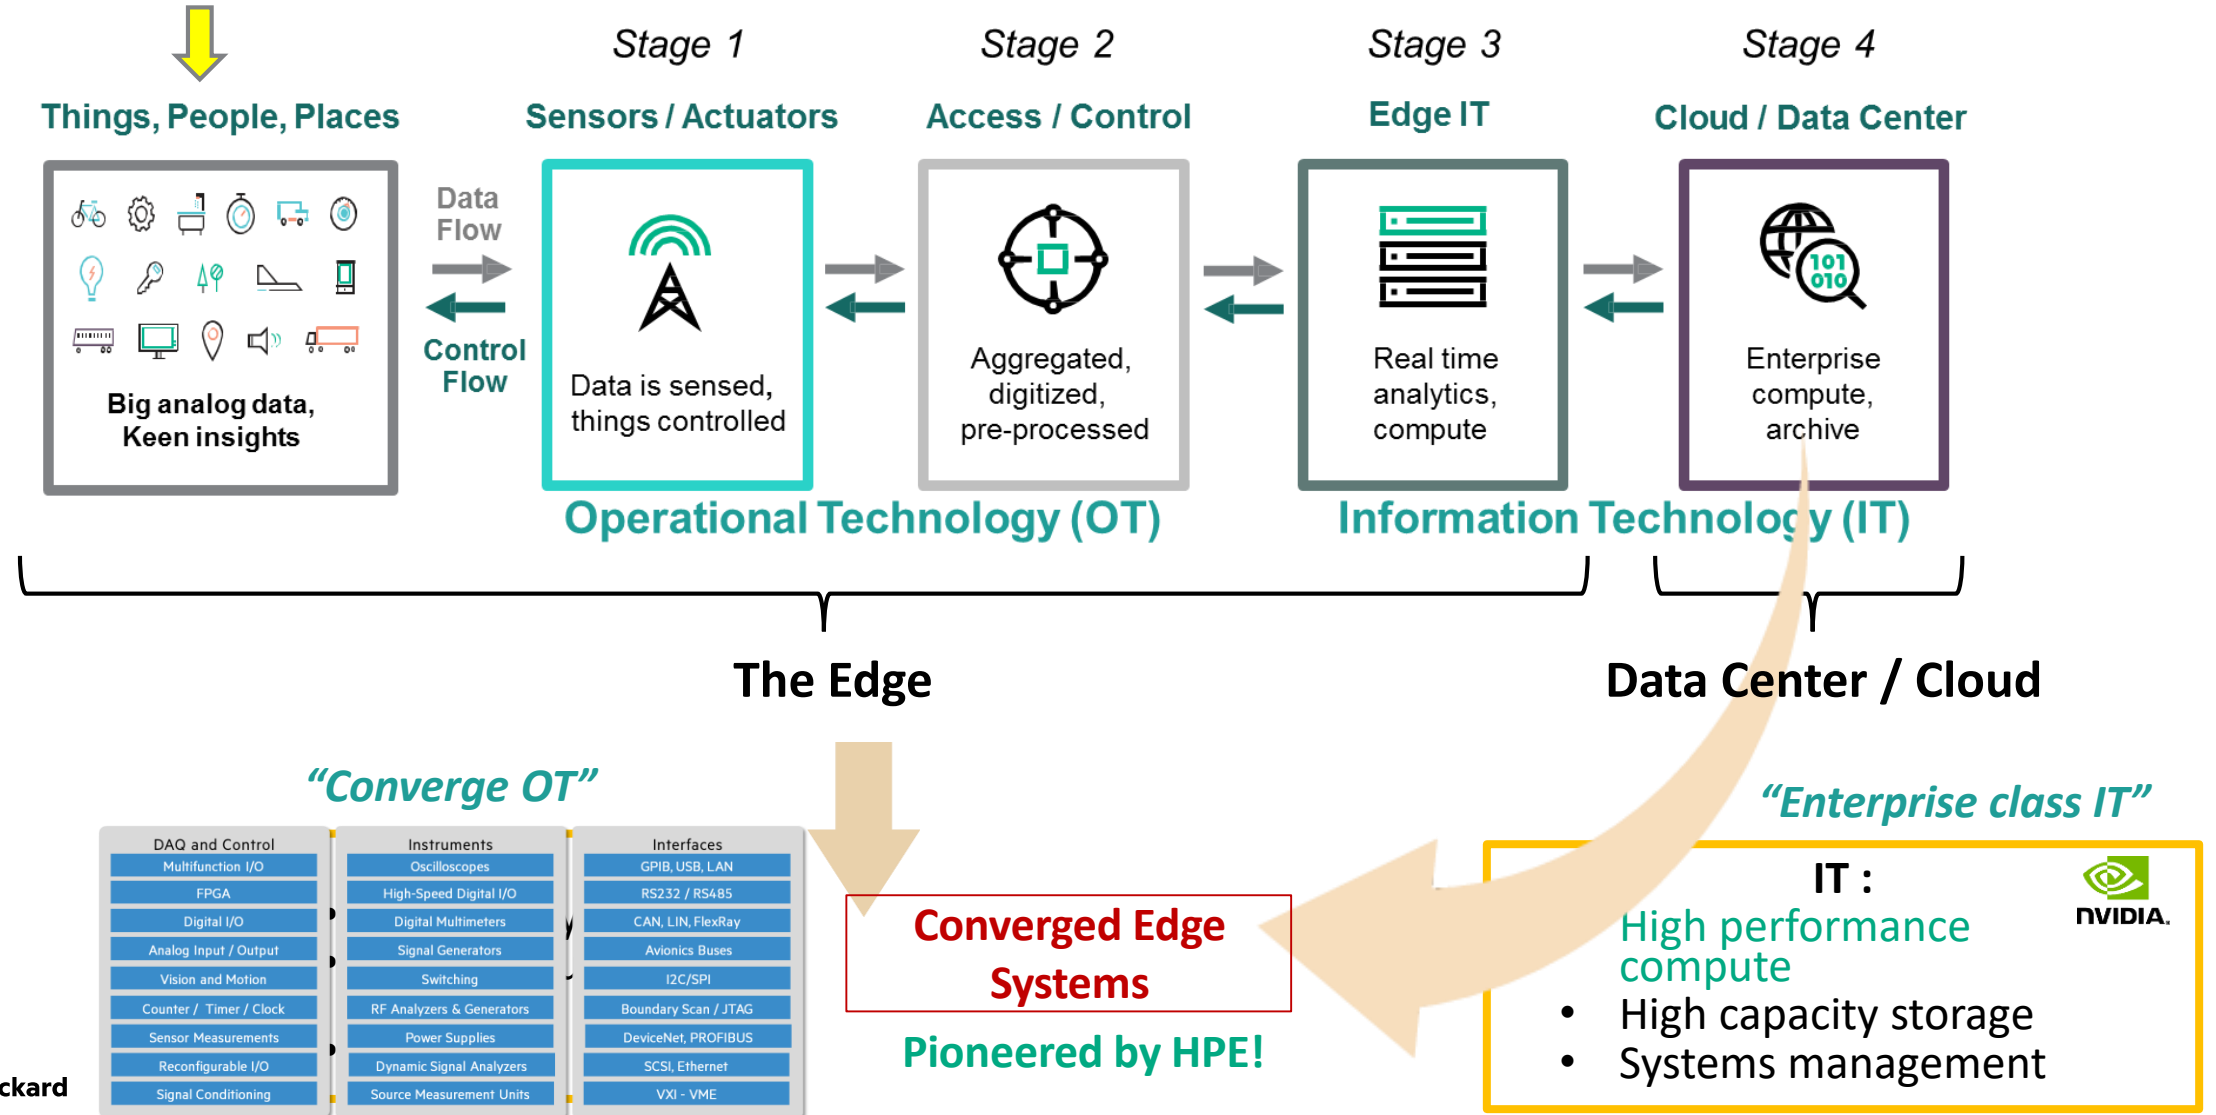 Stage 1
Stage 2
Stage 3
Stage 4
Things, People, Places
Sensors / Actuators
Access / Control
Edge IT
Cloud / Data Center
Big analog data,
Keen insights
Data
Flow
Control
Flow
Data is sensed,
things controlled
Aggregated,
digitized,
pre-processed
Real time
analytics,
compute
101
010
Enterprise
compute,
archive
Operational Technology (OT)
Information Technology (IT)
The Edge
Data Center / Cloud
“Converge OT”
DAQ and Control
Multifunction I/O
FPGA
Digital I/O
Analog Input / Output
Vision and Motion
Counter / Timer / Clock
Sensor Measurements
Reconfigurable I/O
Signal Conditioning
Instruments
Oscilloscopes
High-Speed Digital I/O
Digital Multimeters
Signal Generators
Switching
RF Analyzers & Generators
Power Supplies
Dynamic Signal Analyzers
Source Measurement Units
Interfaces
GPIB, USB, LAN
RS232 / RS485
CAN, LIN, FlexRay
Avionics Buses
I2C/SPI
Boundary Scan / JTAG
DeviceNet, PROFIBUS
SCSI, Ethernet
VXI - VME
Converged Edge
Systems
Pioneered by HPE!
“Enterprise class IT”
IT :
High performance
compute
• High capacity storage
• Systems management
NVIDIA.
ckard